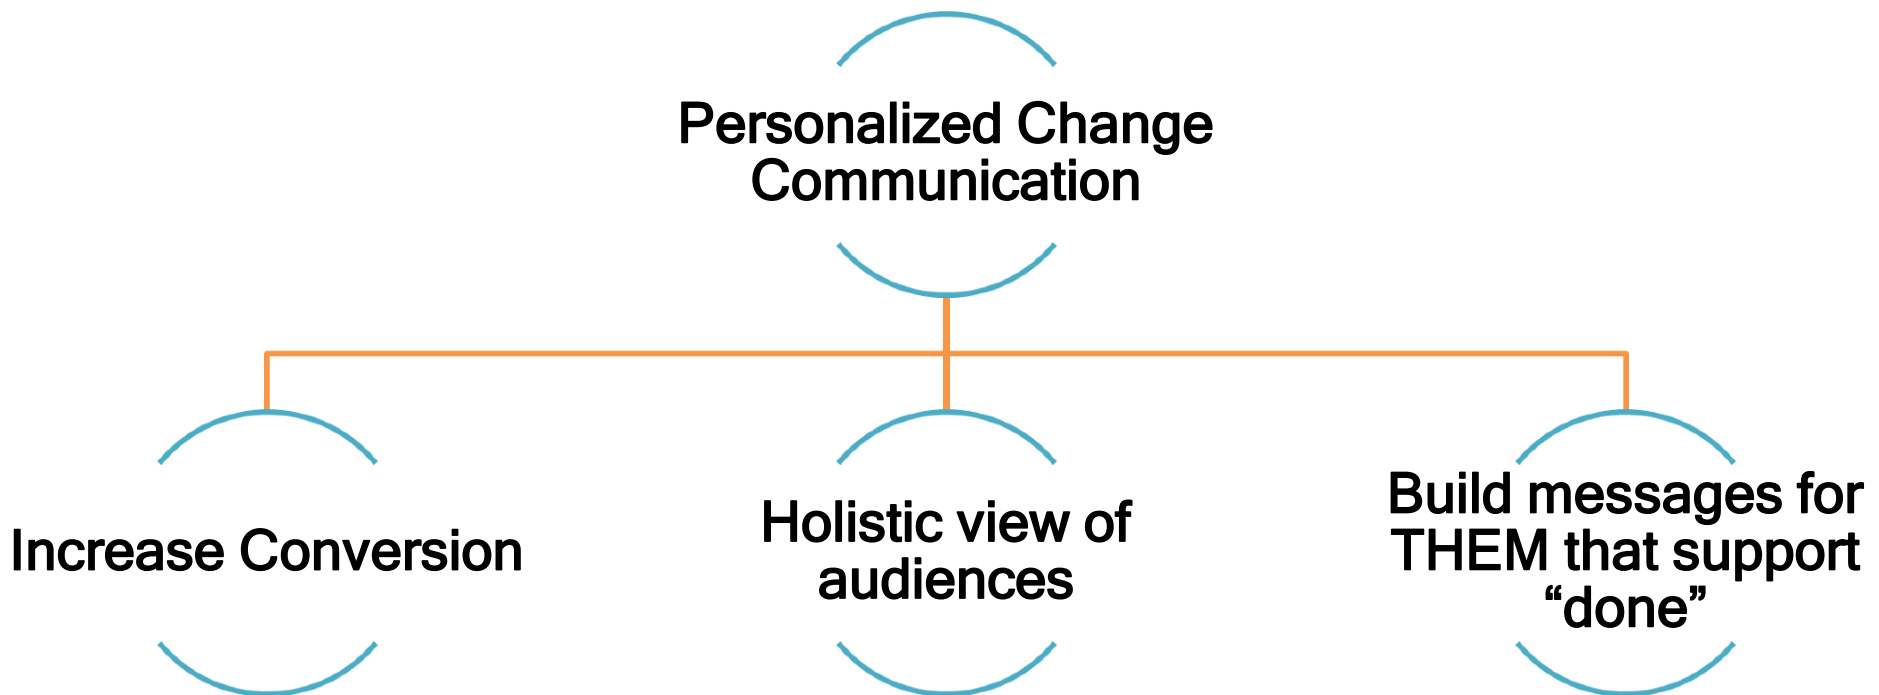 Personalized Change
Communication
Increase Conversion
Holistic view of
audiences
Build messages for
THEM that support
“done”